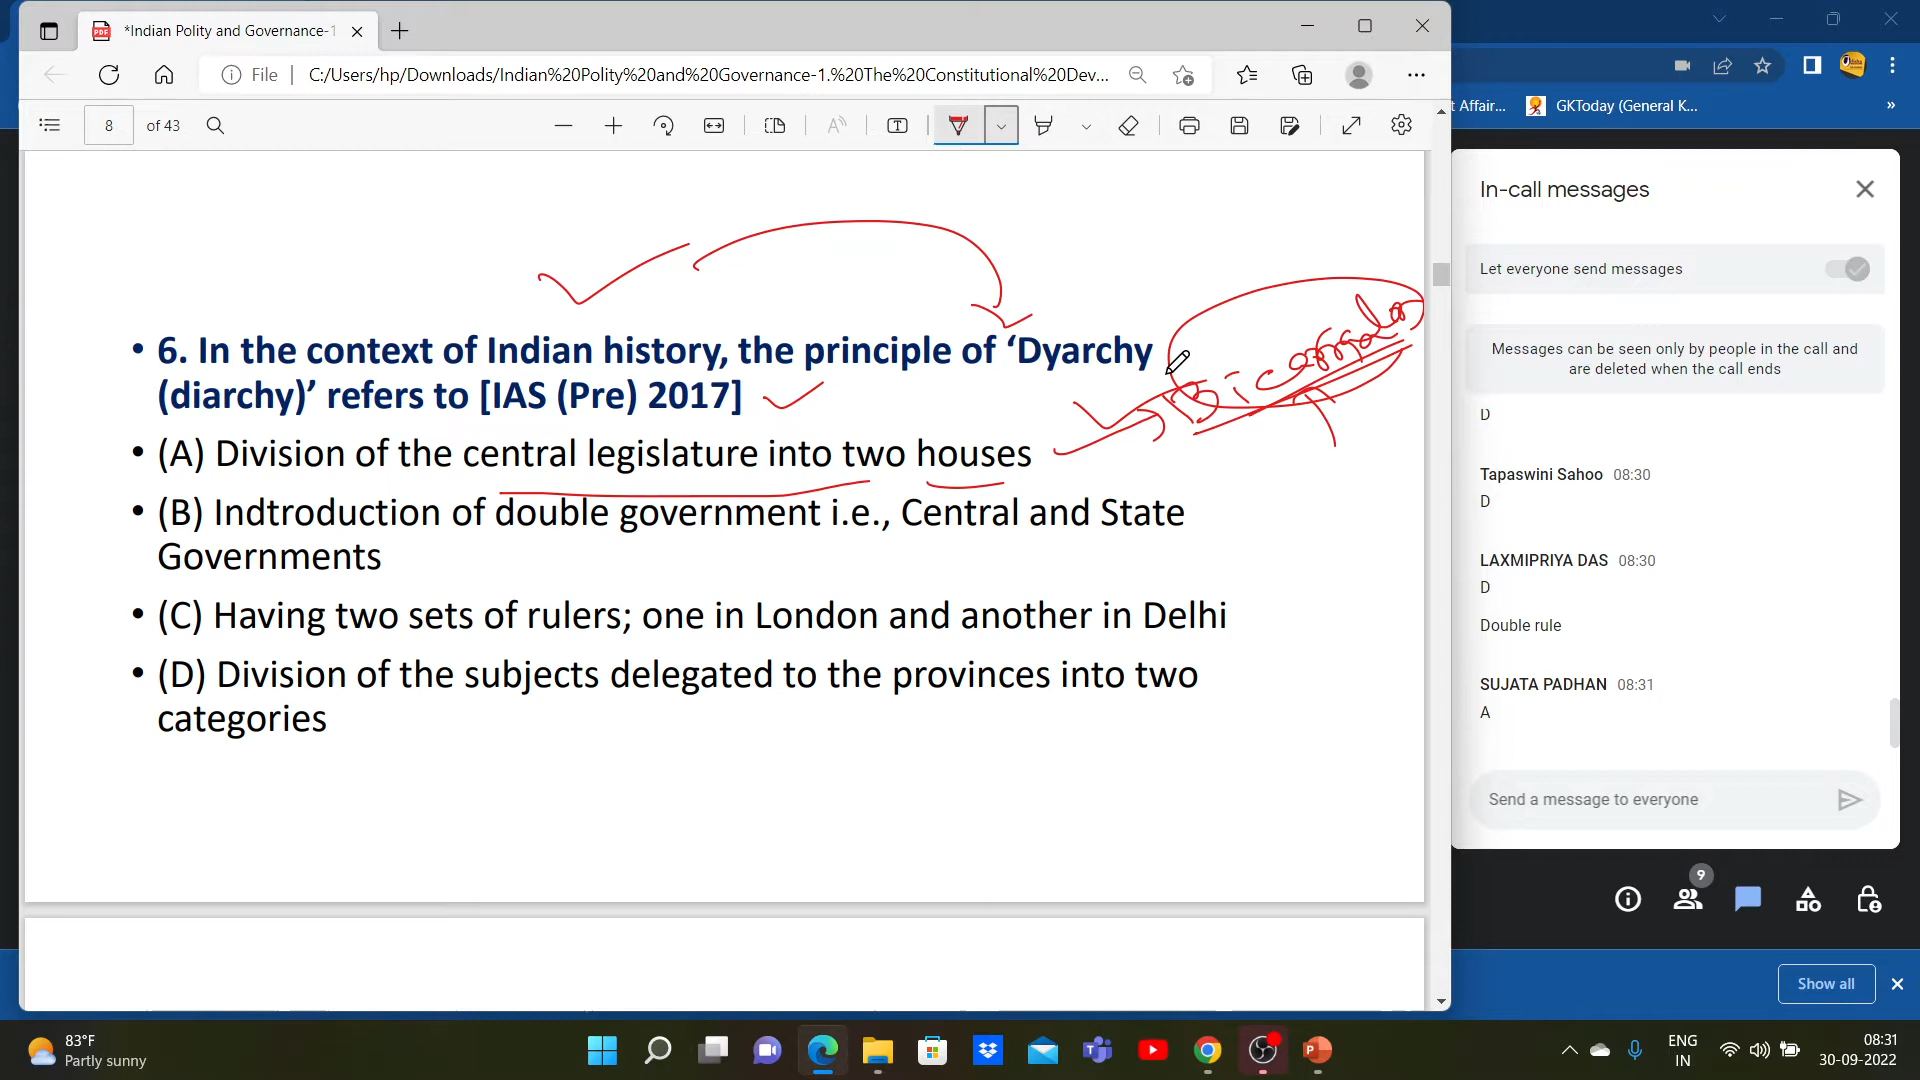 *Indian Polity and Governance-1
File
C:/Users/hp/Downloads/Indian%20Polity%20and%20Governance-1.%20The%20Constitutional%20Dev...
8 of 43
t Affair...
GKToday (General K...
»
In-call messages
Let everyone send messages
Messages can be seen only by people in the call and
are deleted when the call ends
• 6. In the context of Indian history, the principle of ‘Dyarchy
(diarchy)’ refers to [IAS (Pre) 2017]
• (A) Division of the central legislature into two houses
• (B) Indtroduction of double government i.e., Central and State
Governments
• (C) Having two sets of rulers; one in London and another in Delhi
• (D) Division of the subjects delegated to the provinces into two
categories
D
Tapaswini Sahoo 08:30
D
LAXMIPRIYA DAS 08:30
D
Double rule
SUJATA PADHAN 08:31
A
Send a message to everyone
9
Show all
83°F
Partly sunny
ENG
IN
08:31
30-09-2022